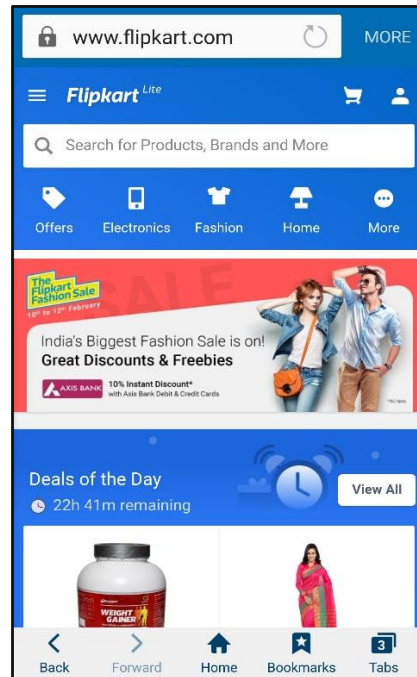 www.flipkart.com MORE
Flipkart Lite
Search for Products, Brands and More
Offers Electronics Fashion Home More
SALE
The
Flipkart
Fashion Sale
10th to 12th February
India's Biggest Fashion Sale is on!
Great Discounts & Freebies
AXIS BANK 10% Instant Discount*
with Axis Bank Debit & Credit Cards
Deals of the Day
22h 41m remaining
View All
WEIGHT
GAINER
3
Back Forward Home Bookmarks Tabs